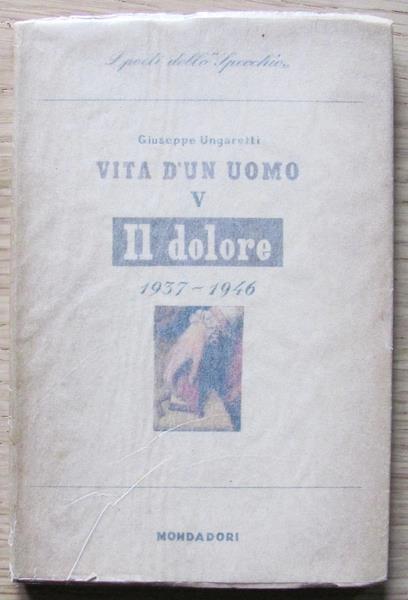 I poeti dello "Specchio"
Giuseppe Ungaretti
VITA D'UN UOMO
V
Il dolore
1937-1946
MONDADORI